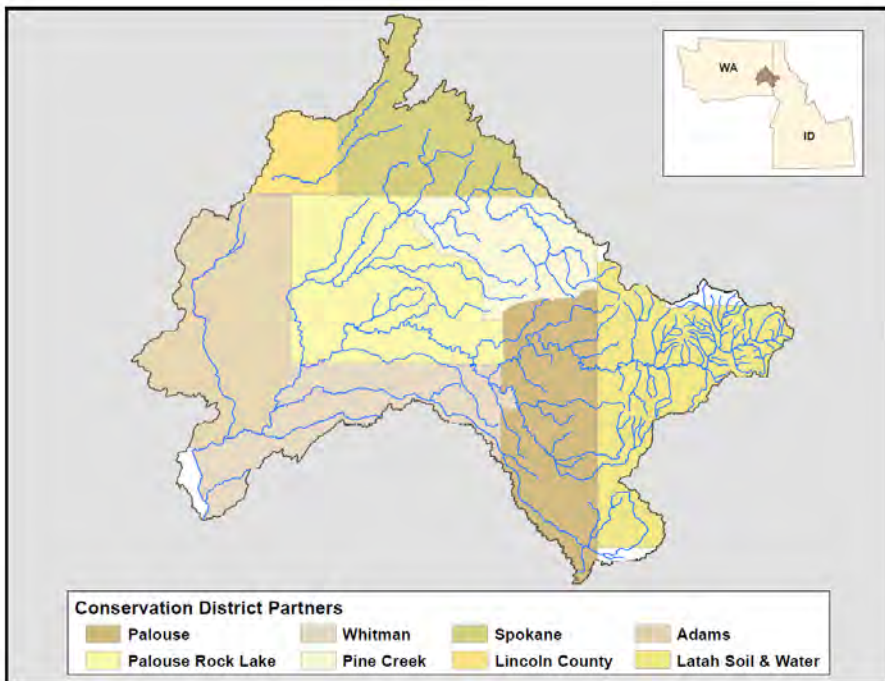 WA
ID
Conservation District Partners
Palouse Whitman Spokane Adams
Palouse Rock Lake Pine Creek Lincoln County Latah Soil & Water